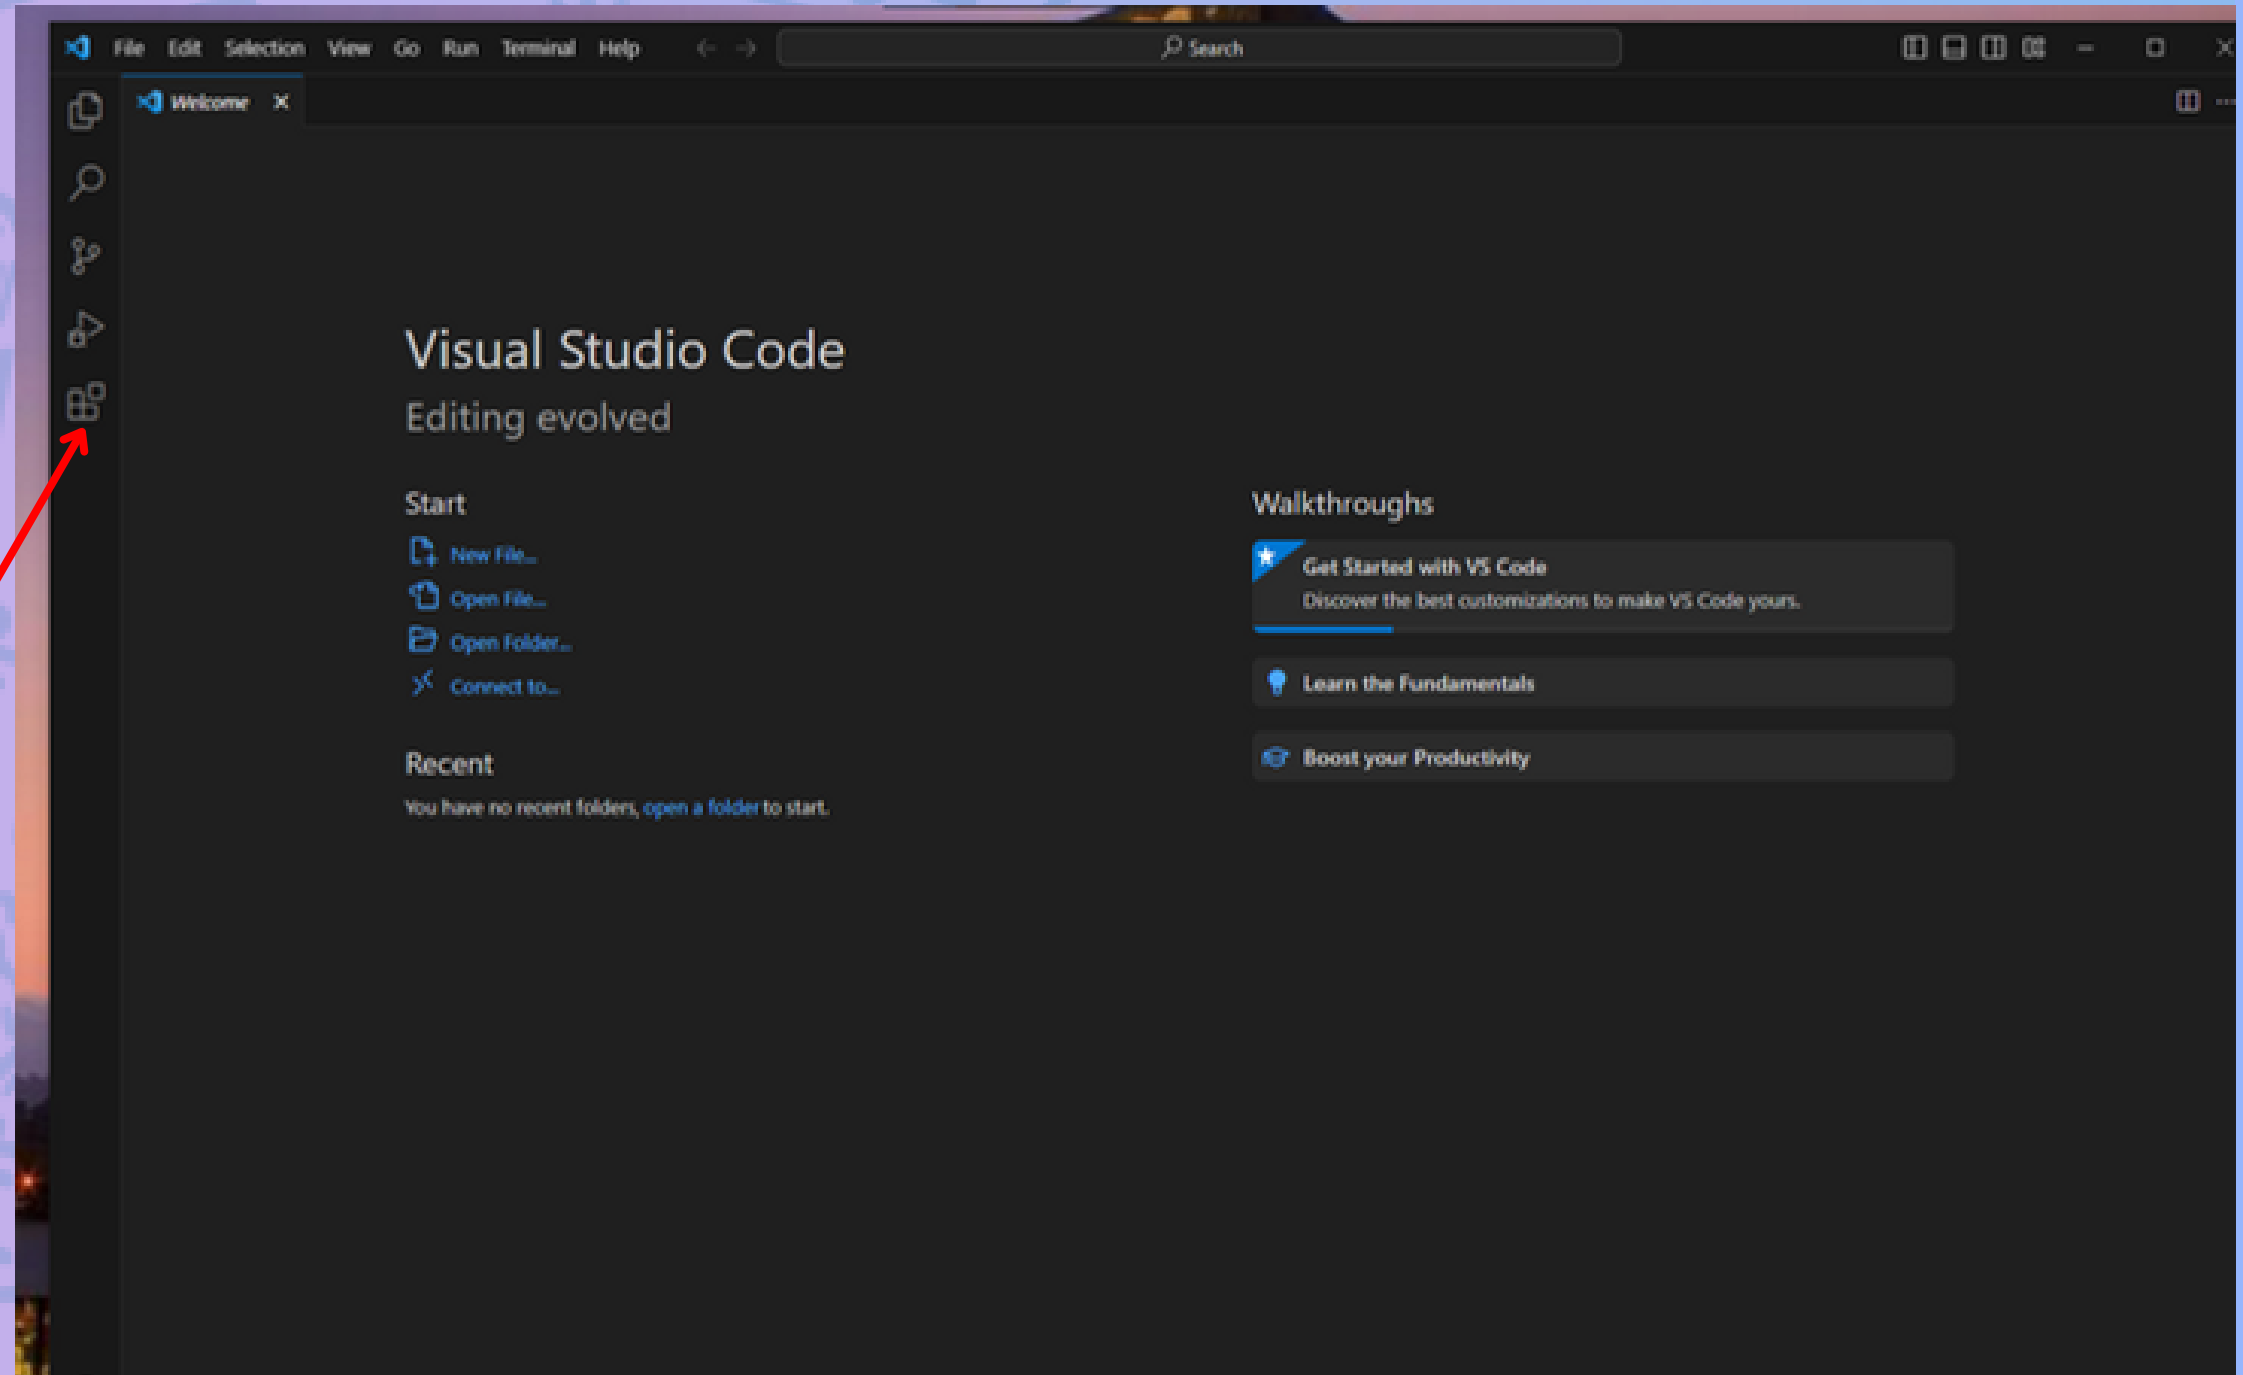 File Edit Selection View Go Run Terminal Help Search
Welcome
Visual Studio Code
Editing evolved
Start
New File...
Open File...
Open Folder...
Connect to...
Recent
You have no recent folders, open a folder to start.
Walkthroughs
Get Started with VS Code
Discover the best customizations to make VS Code yours.
Learn the Fundamentals
Boost your Productivity